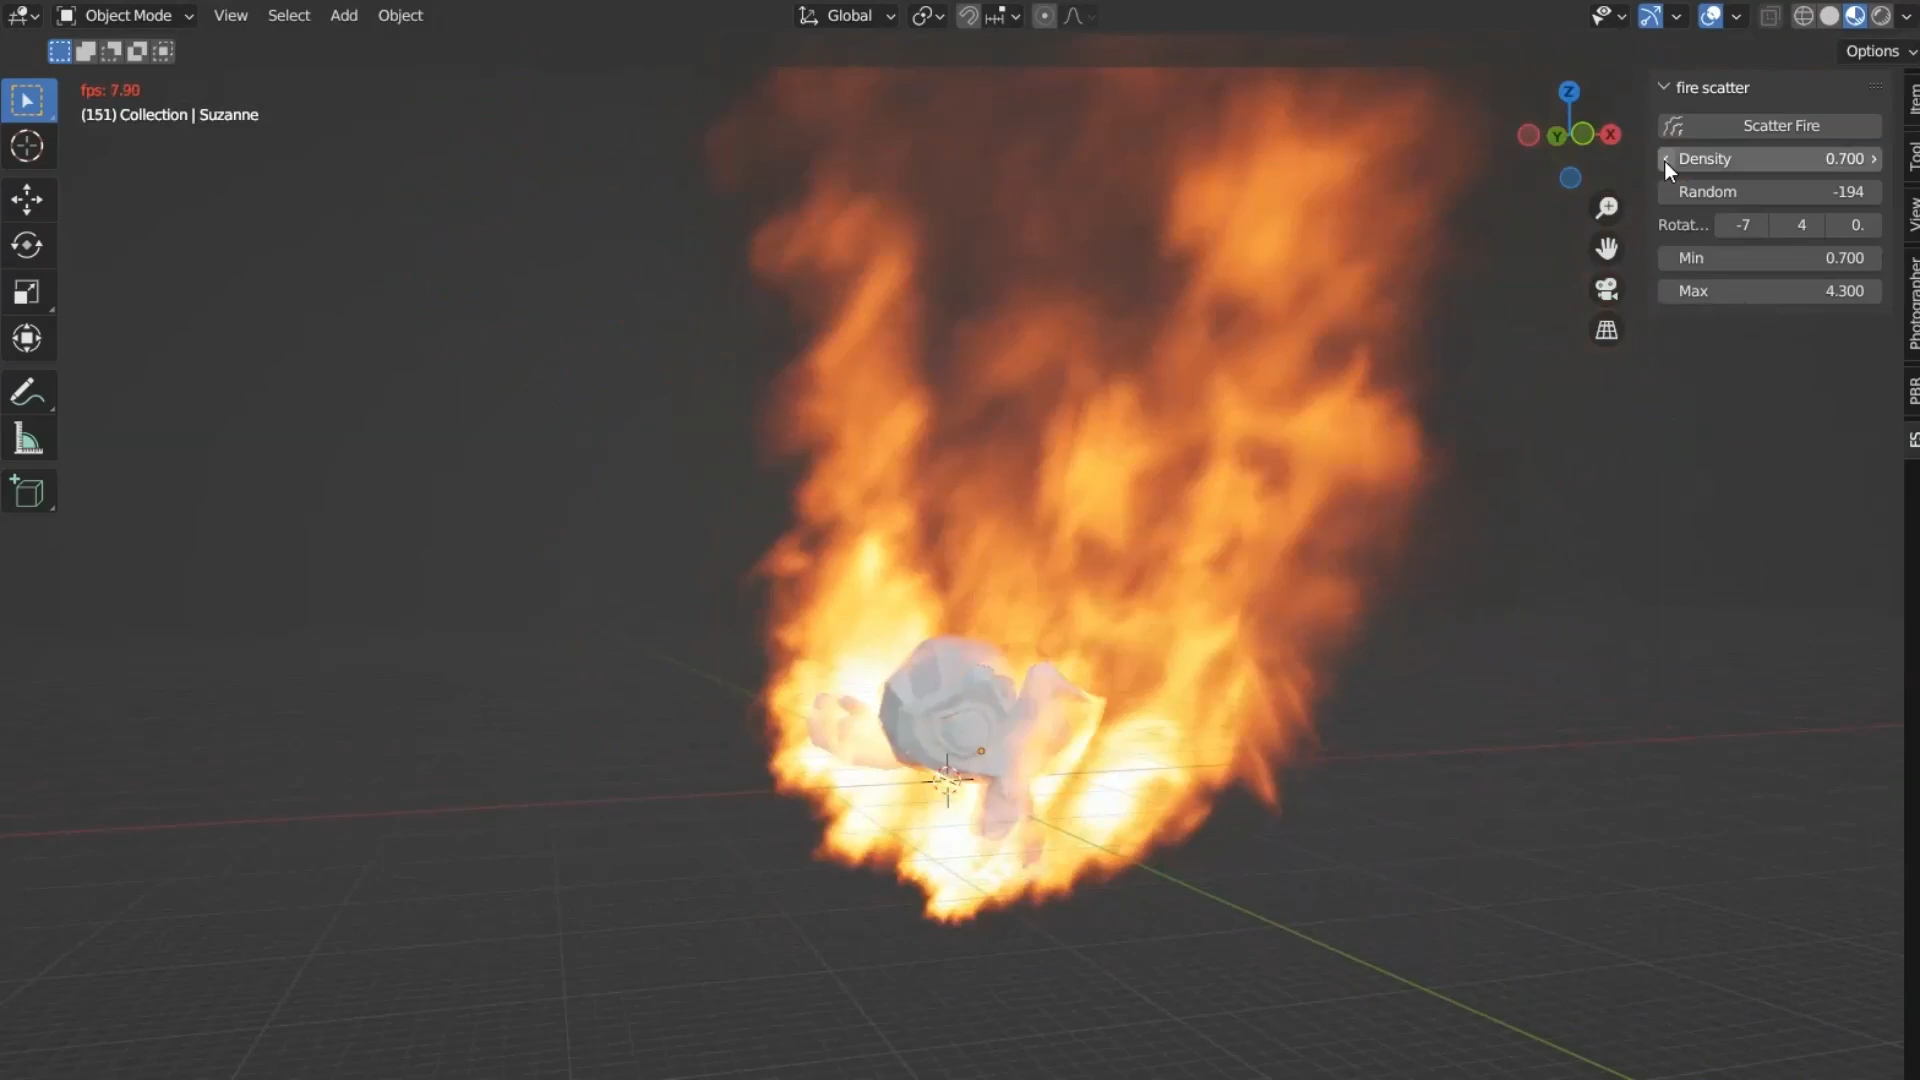 Object Mode View Select Add Object Global
Options
fps: 7.90
(151) Collection | Suzanne
Z
Y
X
fire scatter
Scatter Fire
Density 0.700
Random -194
Rotat... -7 4 0.
Min 0.700
Max 4.300
Item
Tool
View
Photographer
PBR
FS